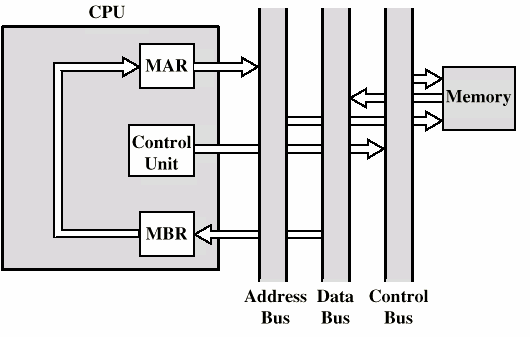 CPU
MAR
Memory
Control
Unit
MBR
Address Data Control
Bus Bus Bus